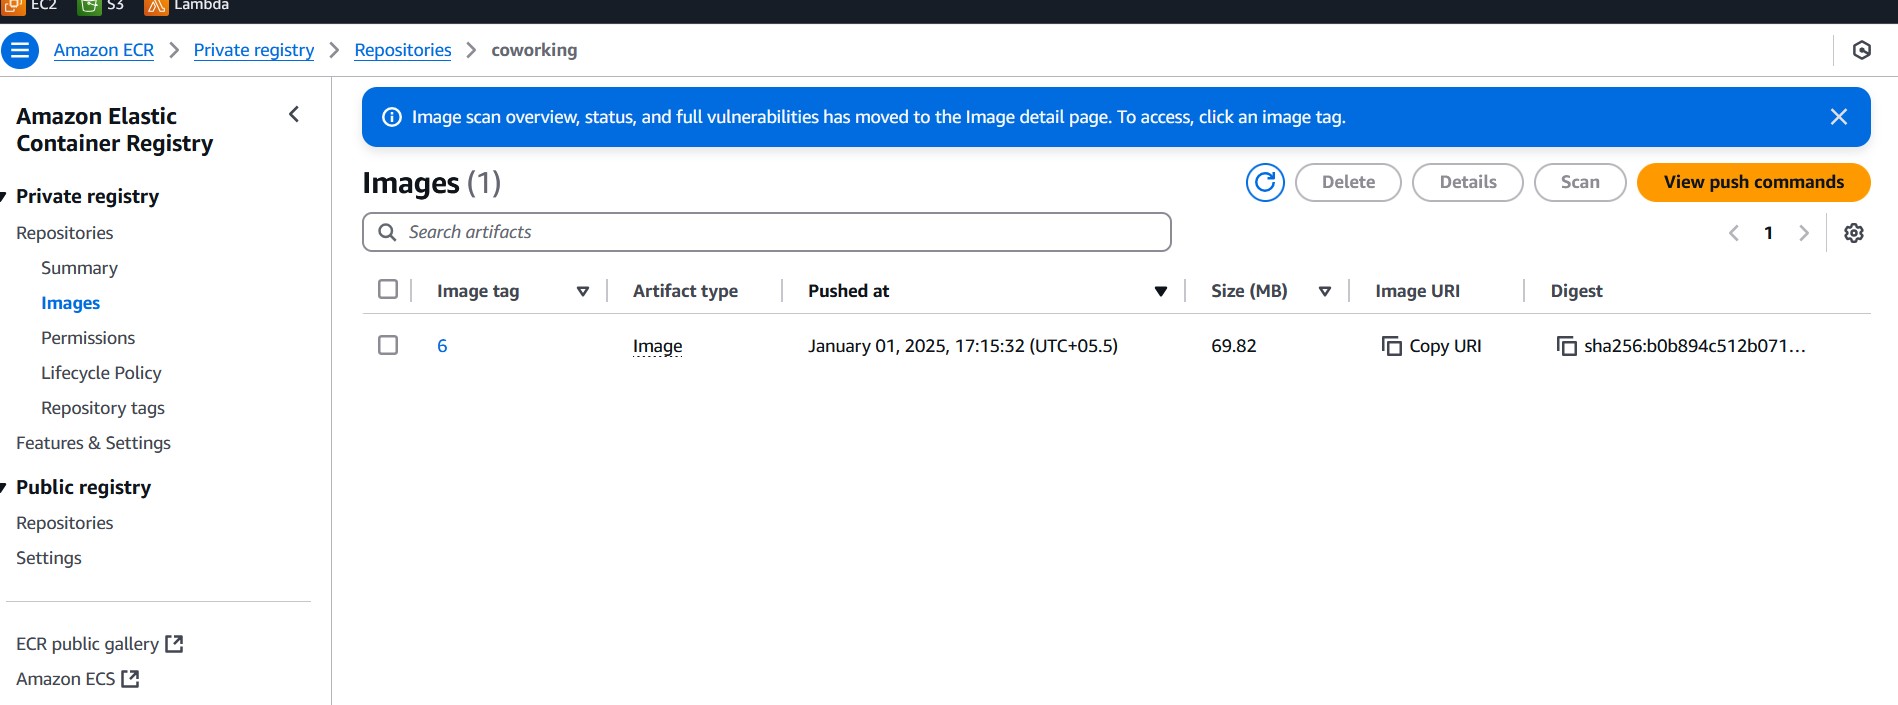 EC2 S3 Lambda
Amazon ECR Private registry Repositories coworking
Amazon Elastic
Container Registry
Private registry
Repositories
Summary
Images
Permissions
Lifecycle Policy
Repository tags
Features & Settings
Public registry
Repositories
Settings
ECR public gallery
Amazon ECS
Image scan overview, status, and full vulnerabilities has moved to the Image detail page. To access, click an image tag.
Images (1)
Delete Details Scan View push commands
Search artifacts
1
Image tag Artifact type Pushed at Size (MB) Image URI Digest
6 Image January 01, 2025, 17:15:32 (UTC+05.5) 69.82 Copy URI sha256:b0b894c512b071...